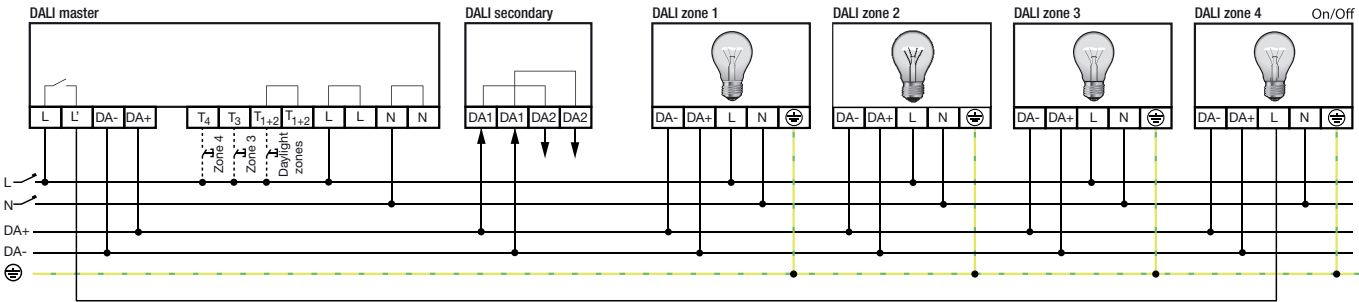 DALI master
DALI secondary
DALI zone 1
DALI zone 2
DALI zone 3
DALI zone 4 On/Off
L L' DA- DA+ T4 T3 T1+2 T1+2 L L N N
DA1 DA1 DA2 DA2
DA- DA+ L N
DA- DA+ L N
DA- DA+ L N
DA- DA+ L N
Zone 4
Zone 3
Daylight
zones
L
N
DA+
DA-